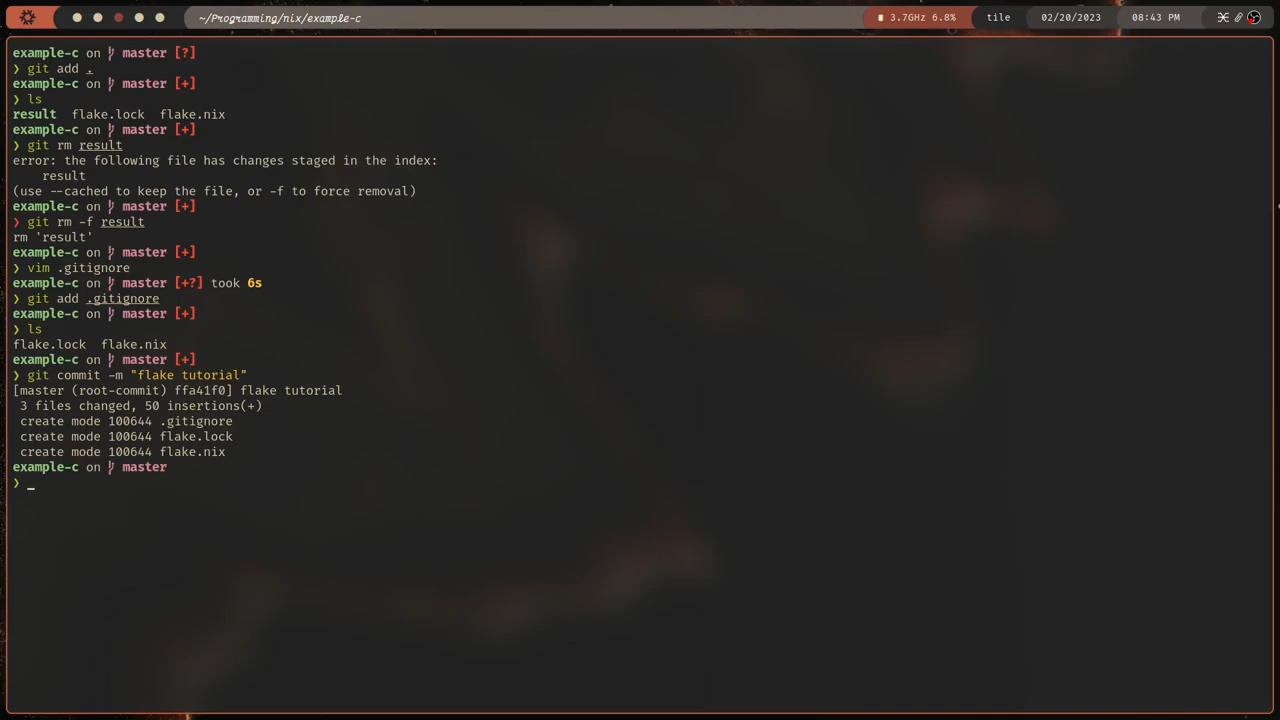 ~/Programming/nix/example-c
3.7GHz 6.8%
tile
02/20/2023
08:43 PM
example-c on master [?]
❯ git add .
example-c on master [+]
❯ ls
result flake.lock flake.nix
example-c on master [+]
❯ git rm result
error: the following file has changes staged in the index:
result
(use --cached to keep the file, or -f to force removal)
example-c on master [+]
❯ git rm -f result
rm 'result'
example-c on master [+]
❯ vim .gitignore
example-c on master [+?] took 6s
❯ git add .gitignore
example-c on master [+]
❯ ls
flake.lock flake.nix
example-c on master [+]
❯ git commit -m "flake tutorial"
[master (root-commit) ffa41f0] flake tutorial
3 files changed, 50 insertions(+)
create mode 100644 .gitignore
create mode 100644 flake.lock
create mode 100644 flake.nix
example-c on master
❯ _